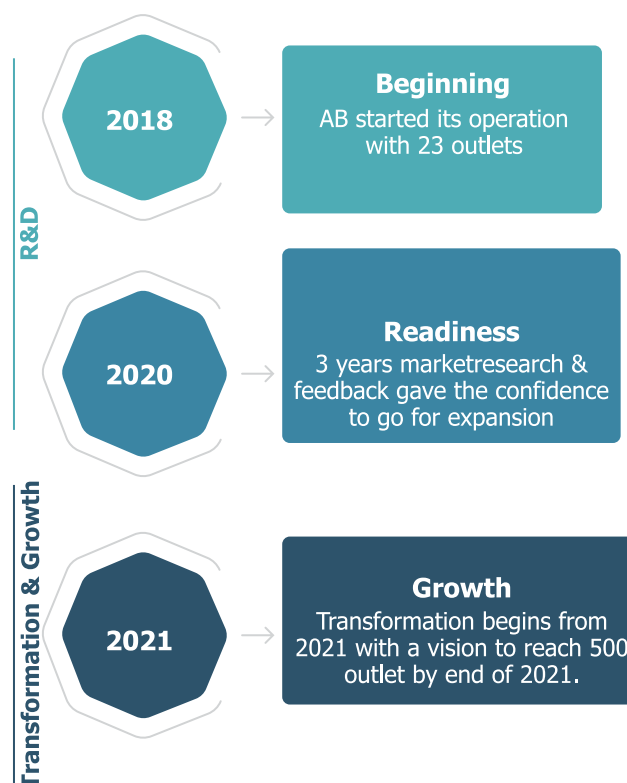 R&D
2018
Beginning
AB started its operation
with 23 outlets
2020
Readiness
3 years marketresearch &
feedback gave the confidence
to go for expansion
Transformation & Growth
2021
Growth
Transformation begins from
2021 with a vision to reach 500
outlet by end of 2021.